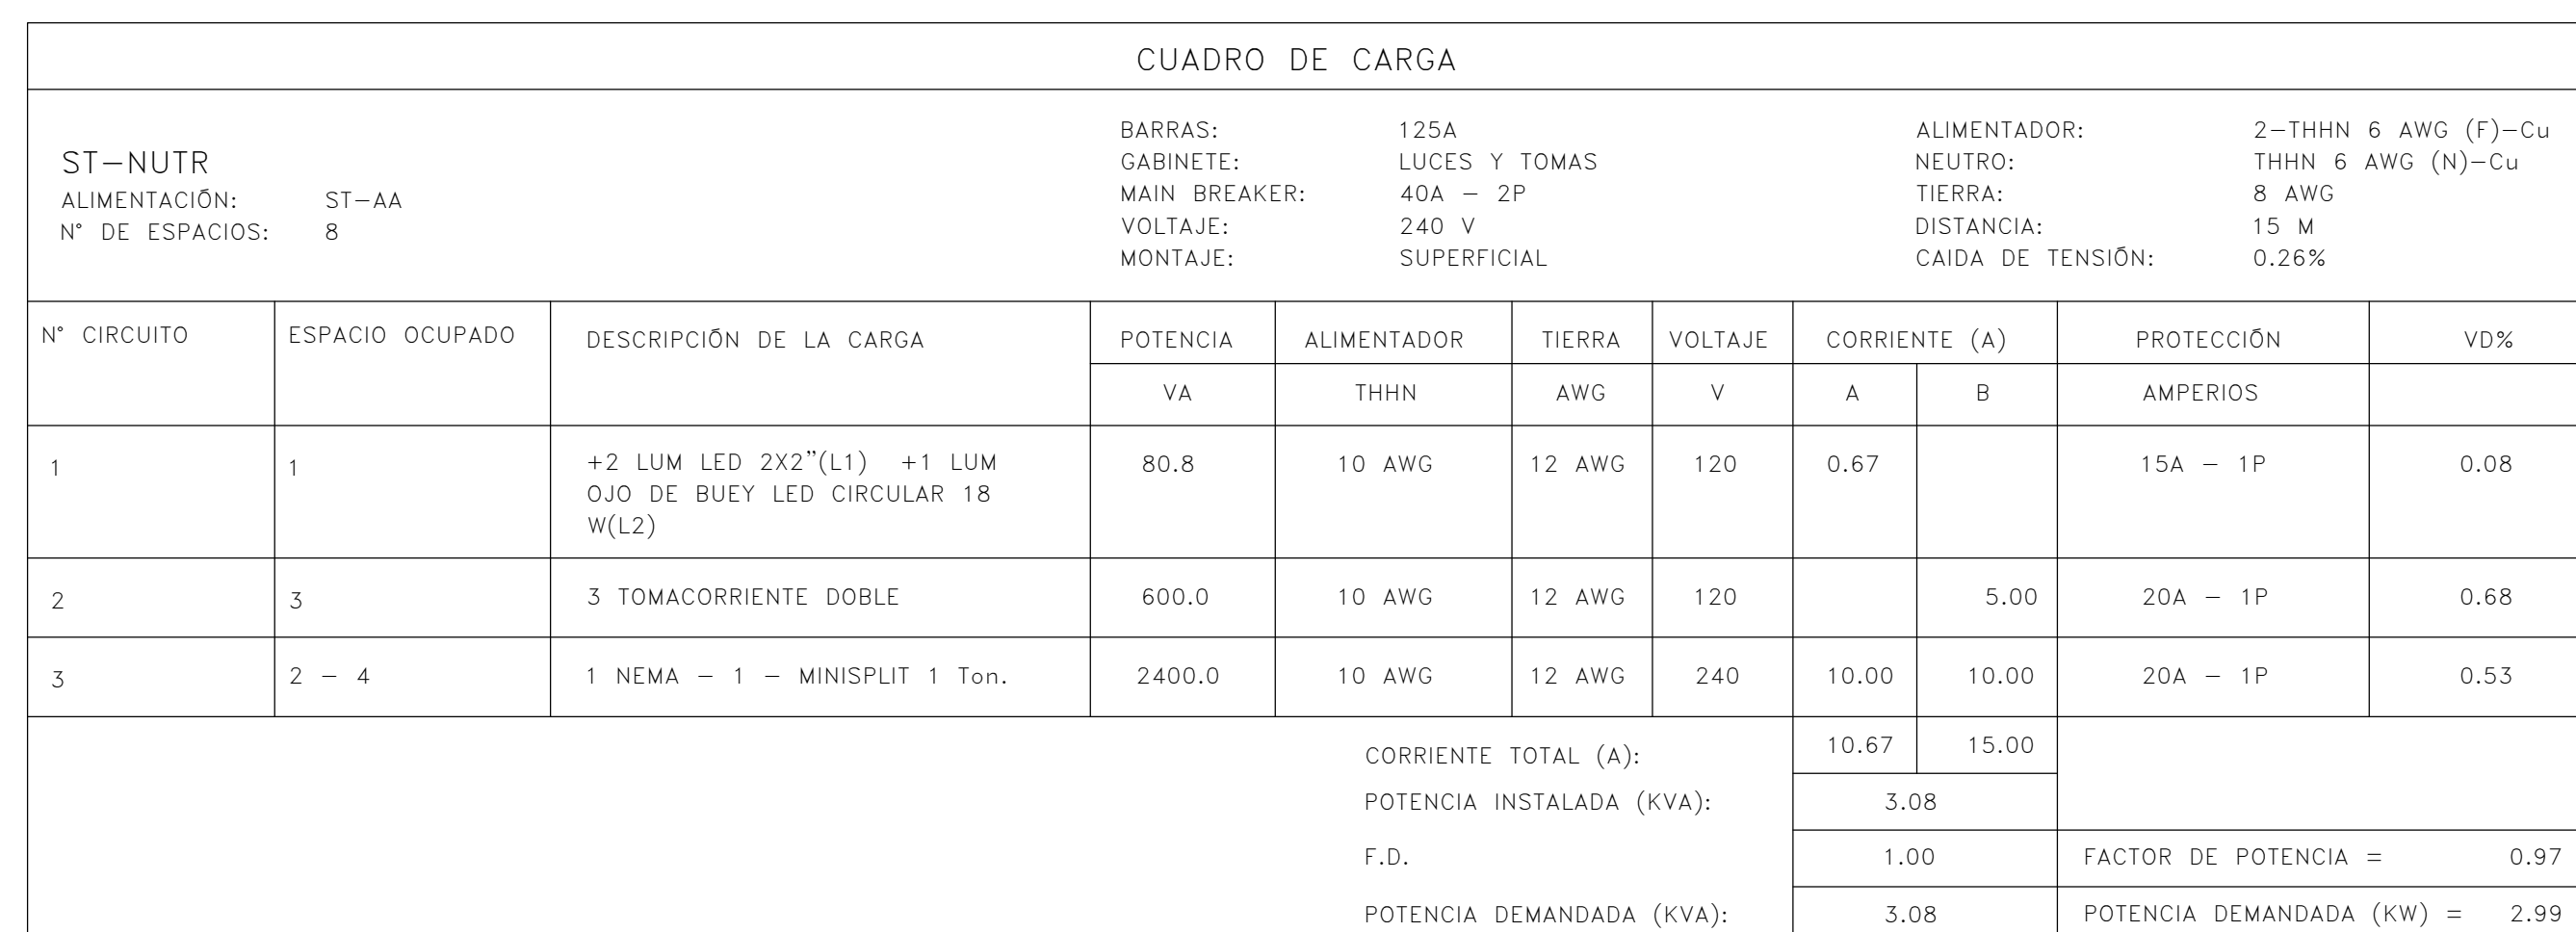 CUADRO DE CARGA
ST-NUTR
ALIMENTACIÓN: ST-AA
N° DE ESPACIOS: 8
BARRAS: 125A
GABINETE: LUCES Y TOMAS
MAIN BREAKER: 40A - 2P
VOLTAJE: 240 V
MONTAJE: SUPERFICIAL
ALIMENTADOR: 2-THHN 6 AWG (F)-Cu
NEUTRO: THHN 6 AWG (N)-Cu
TIERRA: 8 AWG
DISTANCIA: 15 M
CAIDA DE TENSIÓN: 0.26%
N° CIRCUITO ESPACIO OCUPADO DESCRIPCIÓN DE LA CARGA POTENCIA ALIMENTADOR TIERRA VOLTAJE CORRIENTE (A) PROTECCIÓN VD%
VA THHN AWG V A B AMPERIOS
1 1 +2 LUM LED 2X2"(L1) +1 LUM 80.8 10 AWG 12 AWG 120 0.67 15A - 1P 0.08
OJO DE BUEY LED CIRCULAR 18
W(L2)
2 3 3 TOMACORRIENTE DOBLE 600.0 10 AWG 12 AWG 120 5.00 20A - 1P 0.68
3 2 - 4 1 NEMA - 1 - MINISPLIT 1 Ton. 2400.0 10 AWG 12 AWG 240 10.00 10.00 20A - 1P 0.53
CORRIENTE TOTAL (A): 10.67 15.00
POTENCIA INSTALADA (KVA): 3.08
F.D. 1.00 FACTOR DE POTENCIA = 0.97
POTENCIA DEMANDADA (KVA): 3.08 POTENCIA DEMANDADA (KW) = 2.99